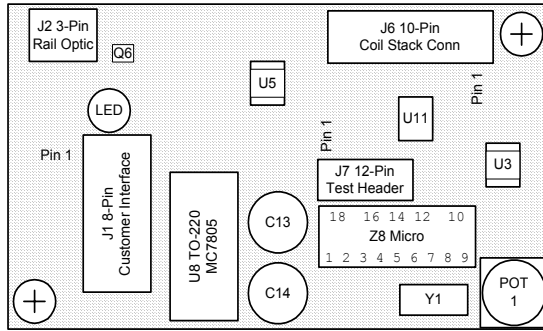 J2 3-Pin
Rail Optic
Q6
J6 10-Pin
Coil Stack Conn
U5
LED
U11
Pin 1
Pin 1
Pin 1
U3
J1 8-Pin
Customer Interface
U8 TO-220
MC7805
J7 12-Pin
Test Header
C13
18 16 14 12 10
Z8 Micro
1 2 3 4 5 6 7 8 9
C14
Y1
POT
1